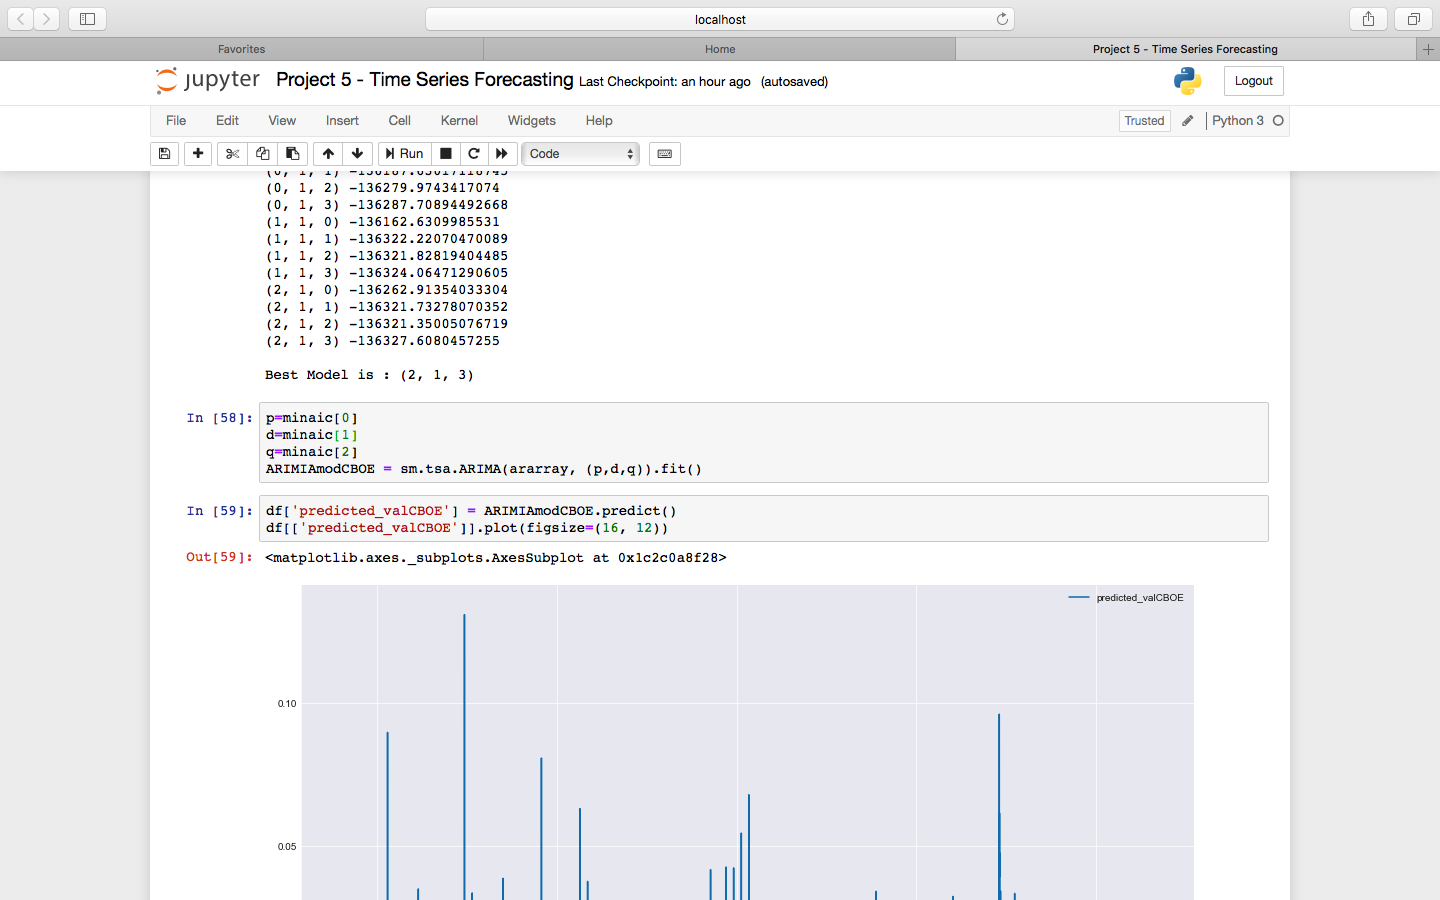 localhost
Favorites
Home
Project 5 - Time Series Forecasting
jupyter Project 5 - Time Series Forecasting Last Checkpoint: an hour ago (autosaved)
Logout
File Edit View Insert Cell Kernel Widgets Help
Trusted
Python 3
Run
Code
(0, 1, 2) -136279.9743417074
(0, 1, 3) -136287.70894492668
(1, 1, 0) -136162.6309985531
(1, 1, 1) -136322.22070470089
(1, 1, 2) -136321.82819404485
(1, 1, 3) -136324.06471290605
(2, 1, 0) -136262.91354033304
(2, 1, 1) -136321.73278070352
(2, 1, 2) -136321.35005076719
(2, 1, 3) -136327.6080457255
Best Model is : (2, 1, 3)
In [58]: p=minaic[0]
d=minaic[1]
q=minaic[2]
ARIMIAmodCBOE = sm.tsa.ARIMA(ararray, (p,d,q)).fit()
In [59]: df['predicted_valCBOE'] = ARIMIAmodCBOE.predict()
df[['predicted_valCBOE']].plot(figsize=(16, 12))
Out[59]: <matplotlib.axes._subplots.AxesSubplot at 0x1c2c0a8f28>
predicted_valCBOE
0.10
0.05